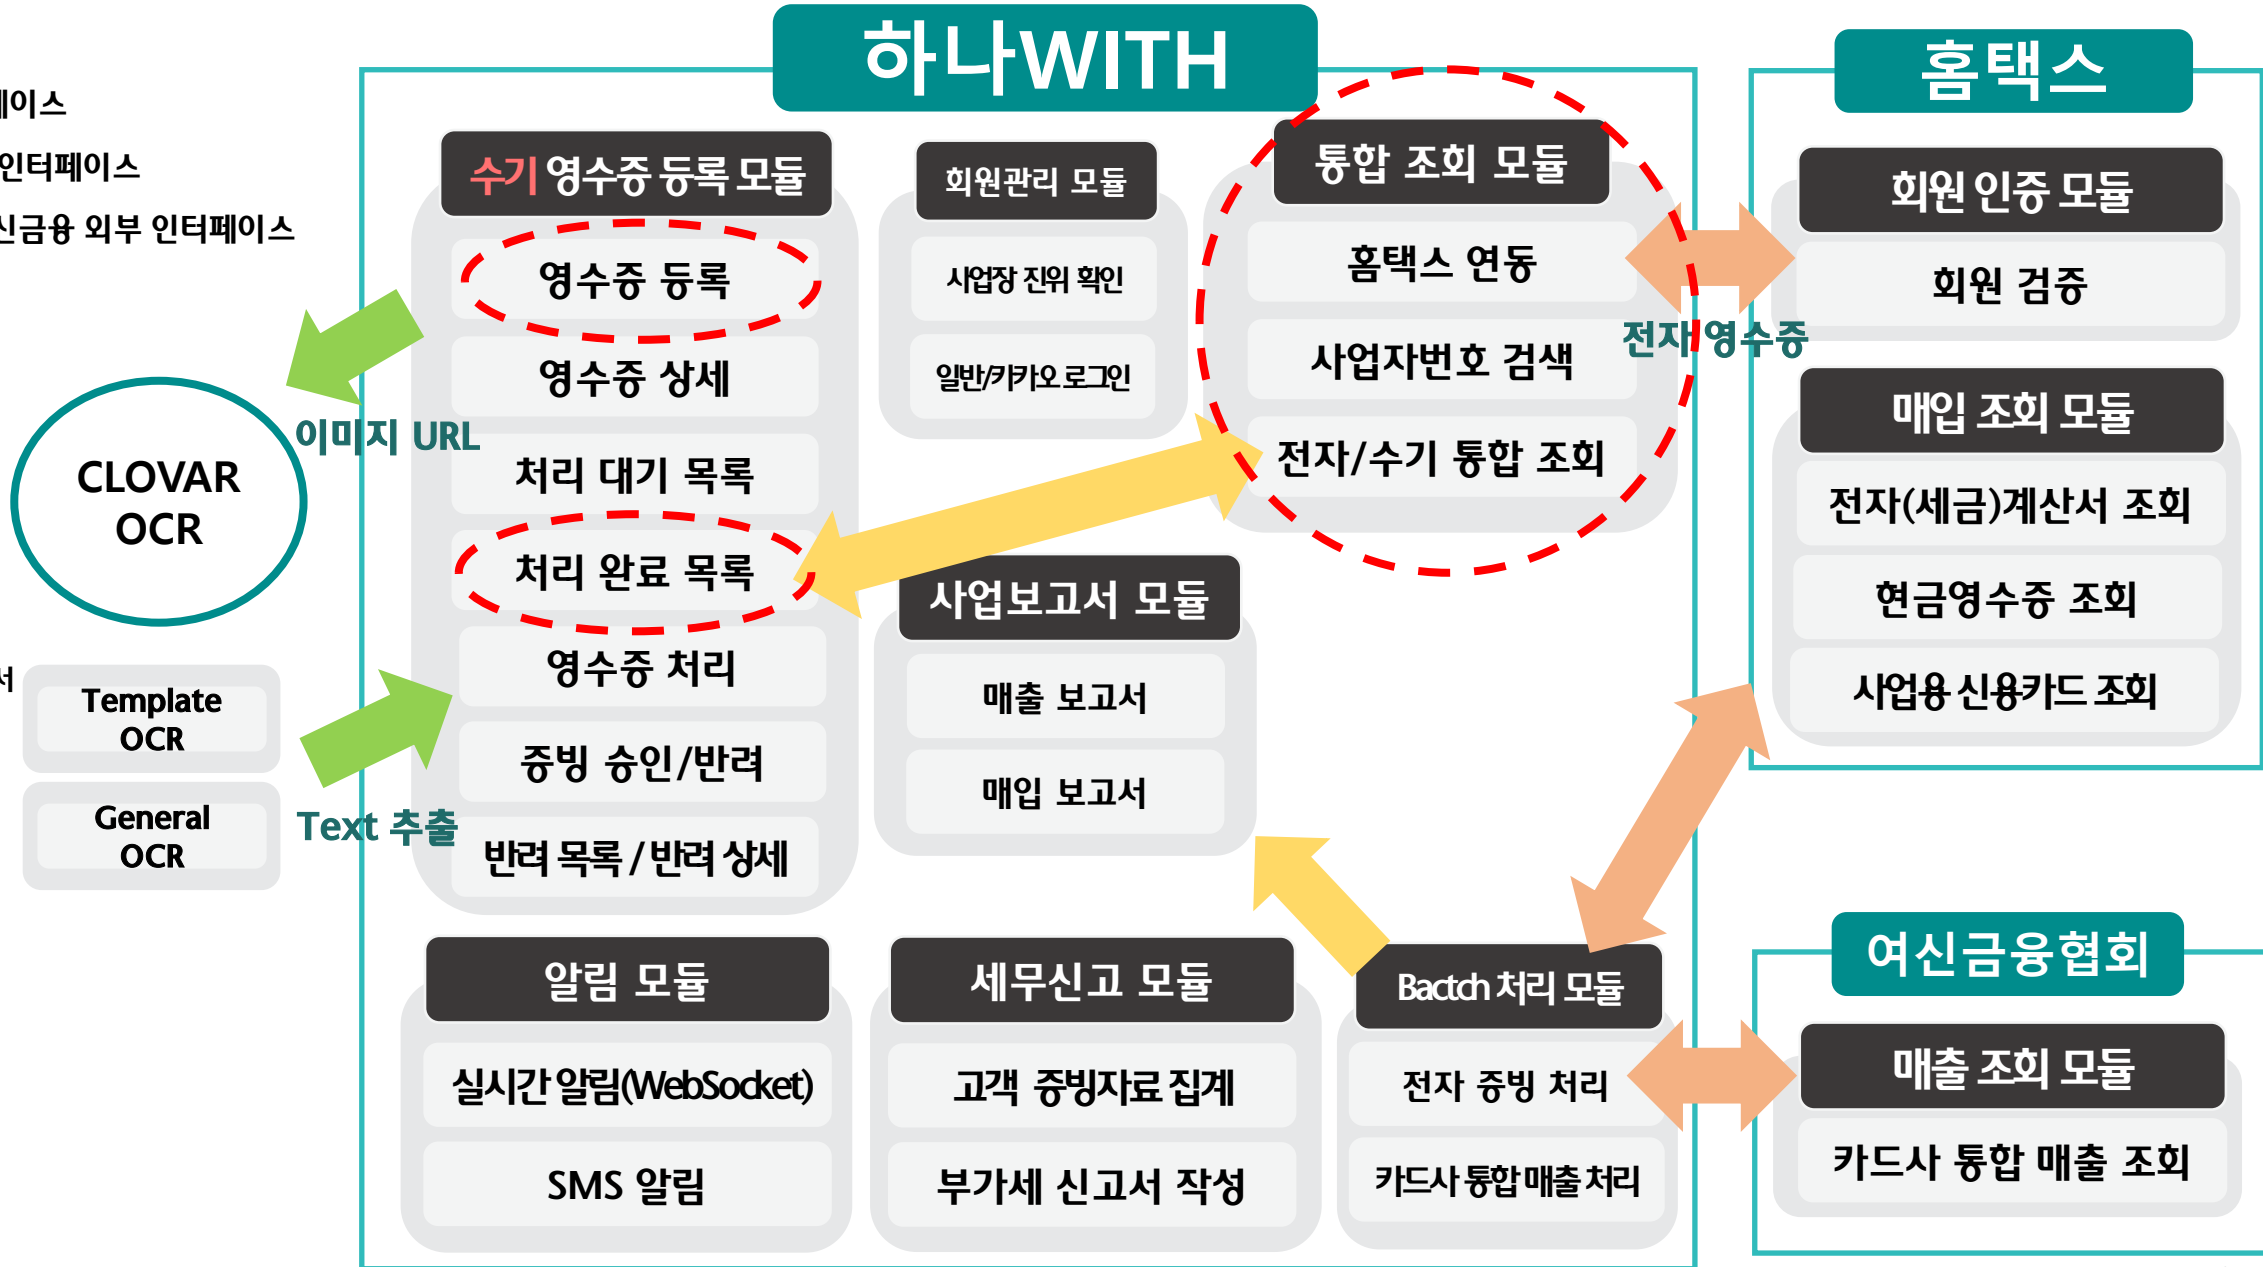 하나WITH
홈택스
페이스
인터페이스
신금융 외부 인터페이스
수기 영수증 등록 모듈
영수증 등록
영수증 상세
처리 대기 목록
처리 완료 목록
영수증 처리
증빙 승인/반려
반려 목록 / 반려 상세
회원관리 모듈
사업장 진위 확인
일반/카카오 로그인
통합 조회 모듈
홈택스 연동
사업자번호 검색
전자/수기 통합 조회
전자 영수증
회원 인증 모듈
회원 검증
매입 조회 모듈
전자(세금)계산서 조회
현금영수증 조회
사업용 신용카드 조회
이미지 URL
CLOVAR
OCR
서
Template
OCR
General
OCR
Text 추출
사업보고서 모듈
매출 보고서
매입 보고서
알림 모듈
실시간 알림(WebSocket)
SMS 알림
세무신고 모듈
고객 증빙자료 집계
부가세 신고서 작성
Bactch 처리 모듈
전자 증빙 처리
카드사 통합 매출 처리
여신금융협회
매출 조회 모듈
카드사 통합 매출 조회